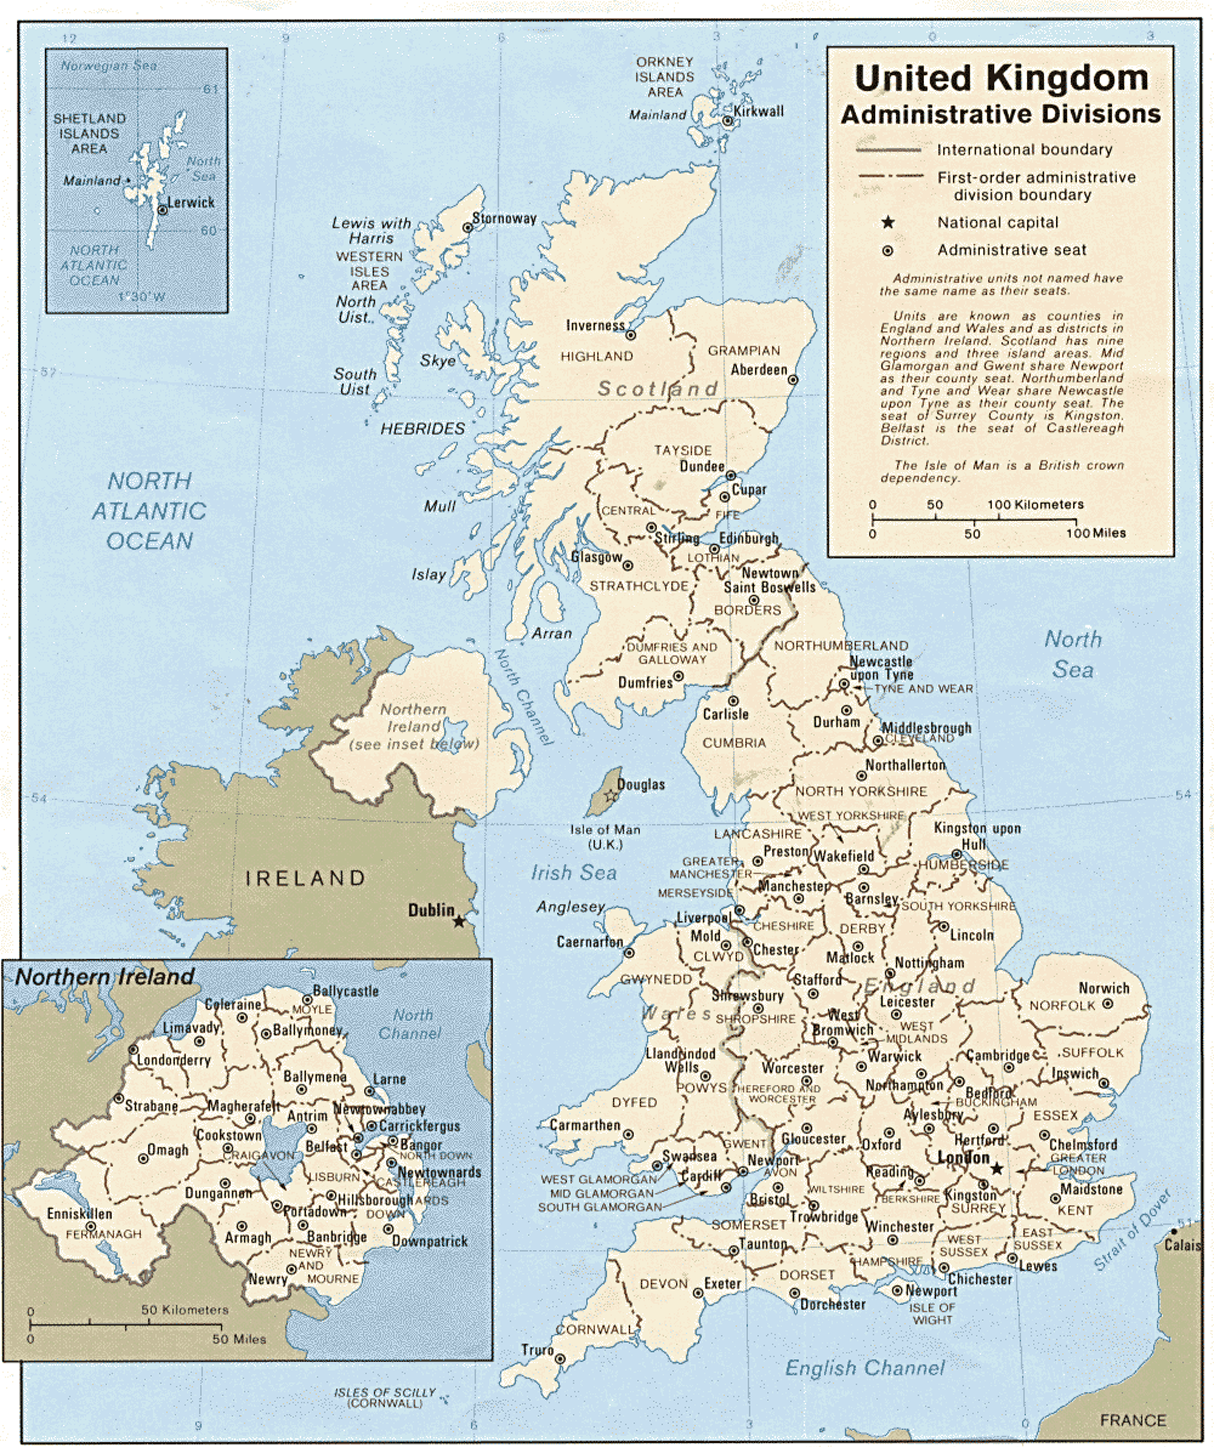 12
9
6
3
0
3
Norwegian Sea
61
SHETLAND
ISLANDS
AREA
North
Sea
Mainland
Lerwick
60
NORTH
ATLANTIC
OCEAN
1°30'W
ORKNEY
ISLANDS
AREA
Mainland
Kirkwall
United Kingdom
Administrative Divisions
International boundary
First-order administrative
division boundary
National capital
Administrative seat
Administrative units not named have
the same name as their seats.
Units are known as counties in
England and Wales and as districts in
Northern Ireland. Scotland has nine
regions and three island areas. Mid
Glamorgan and Gwent share Newport
as their county seat. Northumberland
and Tyne and Wear share Newcastle
upon Tyne as their county seat. The
seat of Surrey County is Kingston.
Belfast is the seat of Castlereagh
District.
The Isle of Man is a British crown
dependency.
0 50 100 Kilometers
0 50 100 Miles
Lewis with
Harris
Stornoway
WESTERN
ISLES
AREA
North
Uist
Skye
South
Uist
HEBRIDES
Inverness
HIGHLAND
GRAMPIAN
Aberdeen
Scotland
57
TAYSIDE
Dundee
Cupar
FIFE
CENTRAL
Stirling
Edinburgh
LOTHIAN
Glasgow
STRATHCLYDE
Newtown
Saint Boswells
BORDERS
Mull
Islay
Arran
NORTH
ATLANTIC
OCEAN
DUMFRIES AND
GALLOWAY
Dumfries
North Channel
NORTHUMBERLAND
Newcastle
upon Tyne
TYNE AND WEAR
North
Sea
Carlisle
Durham
Middlesbrough
CLEVELAND
CUMBRIA
Northern
Ireland
(see inset below)
Northallerton
NORTH YORKSHIRE
54
54
Douglas
Isle of Man
(U.K.)
WEST YORKSHIRE
LANCASHIRE
Preston
Wakefield
Kingston upon
Hull
HUMBERSIDE
GREATER
MANCHESTER
Irish Sea
IRELAND
Dublin
MERSEYSIDE
Manchester
Barnsley
SOUTH YORKSHIRE
Anglesey
Liverpool
CHESHIRE
DERBY
Lincoln
Caernarfon
Mold
CLWYD
Chester
Matlock
Nottingham
GWYNEDD
Stafford
England
Norwich
NORFOLK
Wales
Shrewsbury
SHROPSHIRE
Leicester
West
Bromwich
WEST
MIDLANDS
Llandrindod
Wells
POWYS
Worcester
HEREFORD AND
WORCESTER
Warwick
Cambridge
SUFFOLK
Northampton
Bedford
Ipswich
BUCKINGHAM
DYFED
Aylesbury
ESSEX
Carmarthen
GWENT
Gloucester
Oxford
Hertford
Chelmsford
London
GREATER
LONDON
Swansea
Newport
AVON
Reading
WEST GLAMORGAN
MID GLAMORGAN
SOUTH GLAMORGAN
Cardiff
Bristol
WILTSHIRE
BERKSHIRE
Kingston
SURREY
Maidstone
KENT
Trowbridge
SOMERSET
Winchester
WEST
SUSSEX
EAST
SUSSEX
Taunton
HAMPSHIRE
Lewes
Strait of Dover
51
Calais
DEVON
Exeter
DORSET
Dorchester
Chichester
Newport
ISLE OF
WIGHT
CORNWALL
Truro
English Channel
ISLES OF SCILLY
(CORNWALL)
FRANCE
9
6
3
0
Northern Ireland
Ballycastle
MOYLE
Coleraine
North
Channel
Limavady
Ballymoney
Londonderry
Strabane
Ballymena
Larne
Magherafelt
Antrim
Newtownabbey
Carrickfergus
Cookstown
Belfast
Bangor
NORTH DOWN
Omagh
CRAIGAVON
LISBURN
Newtownards
CASTLEREAGH
Dungannon
Hillsborough
ARDS
Portadown
DOWN
Enniskillen
FERMANAGH
Armagh
Banbridge
Downpatrick
NEWRY
AND
MOURNE
Newry
0 50 Kilometers
0 50 Miles